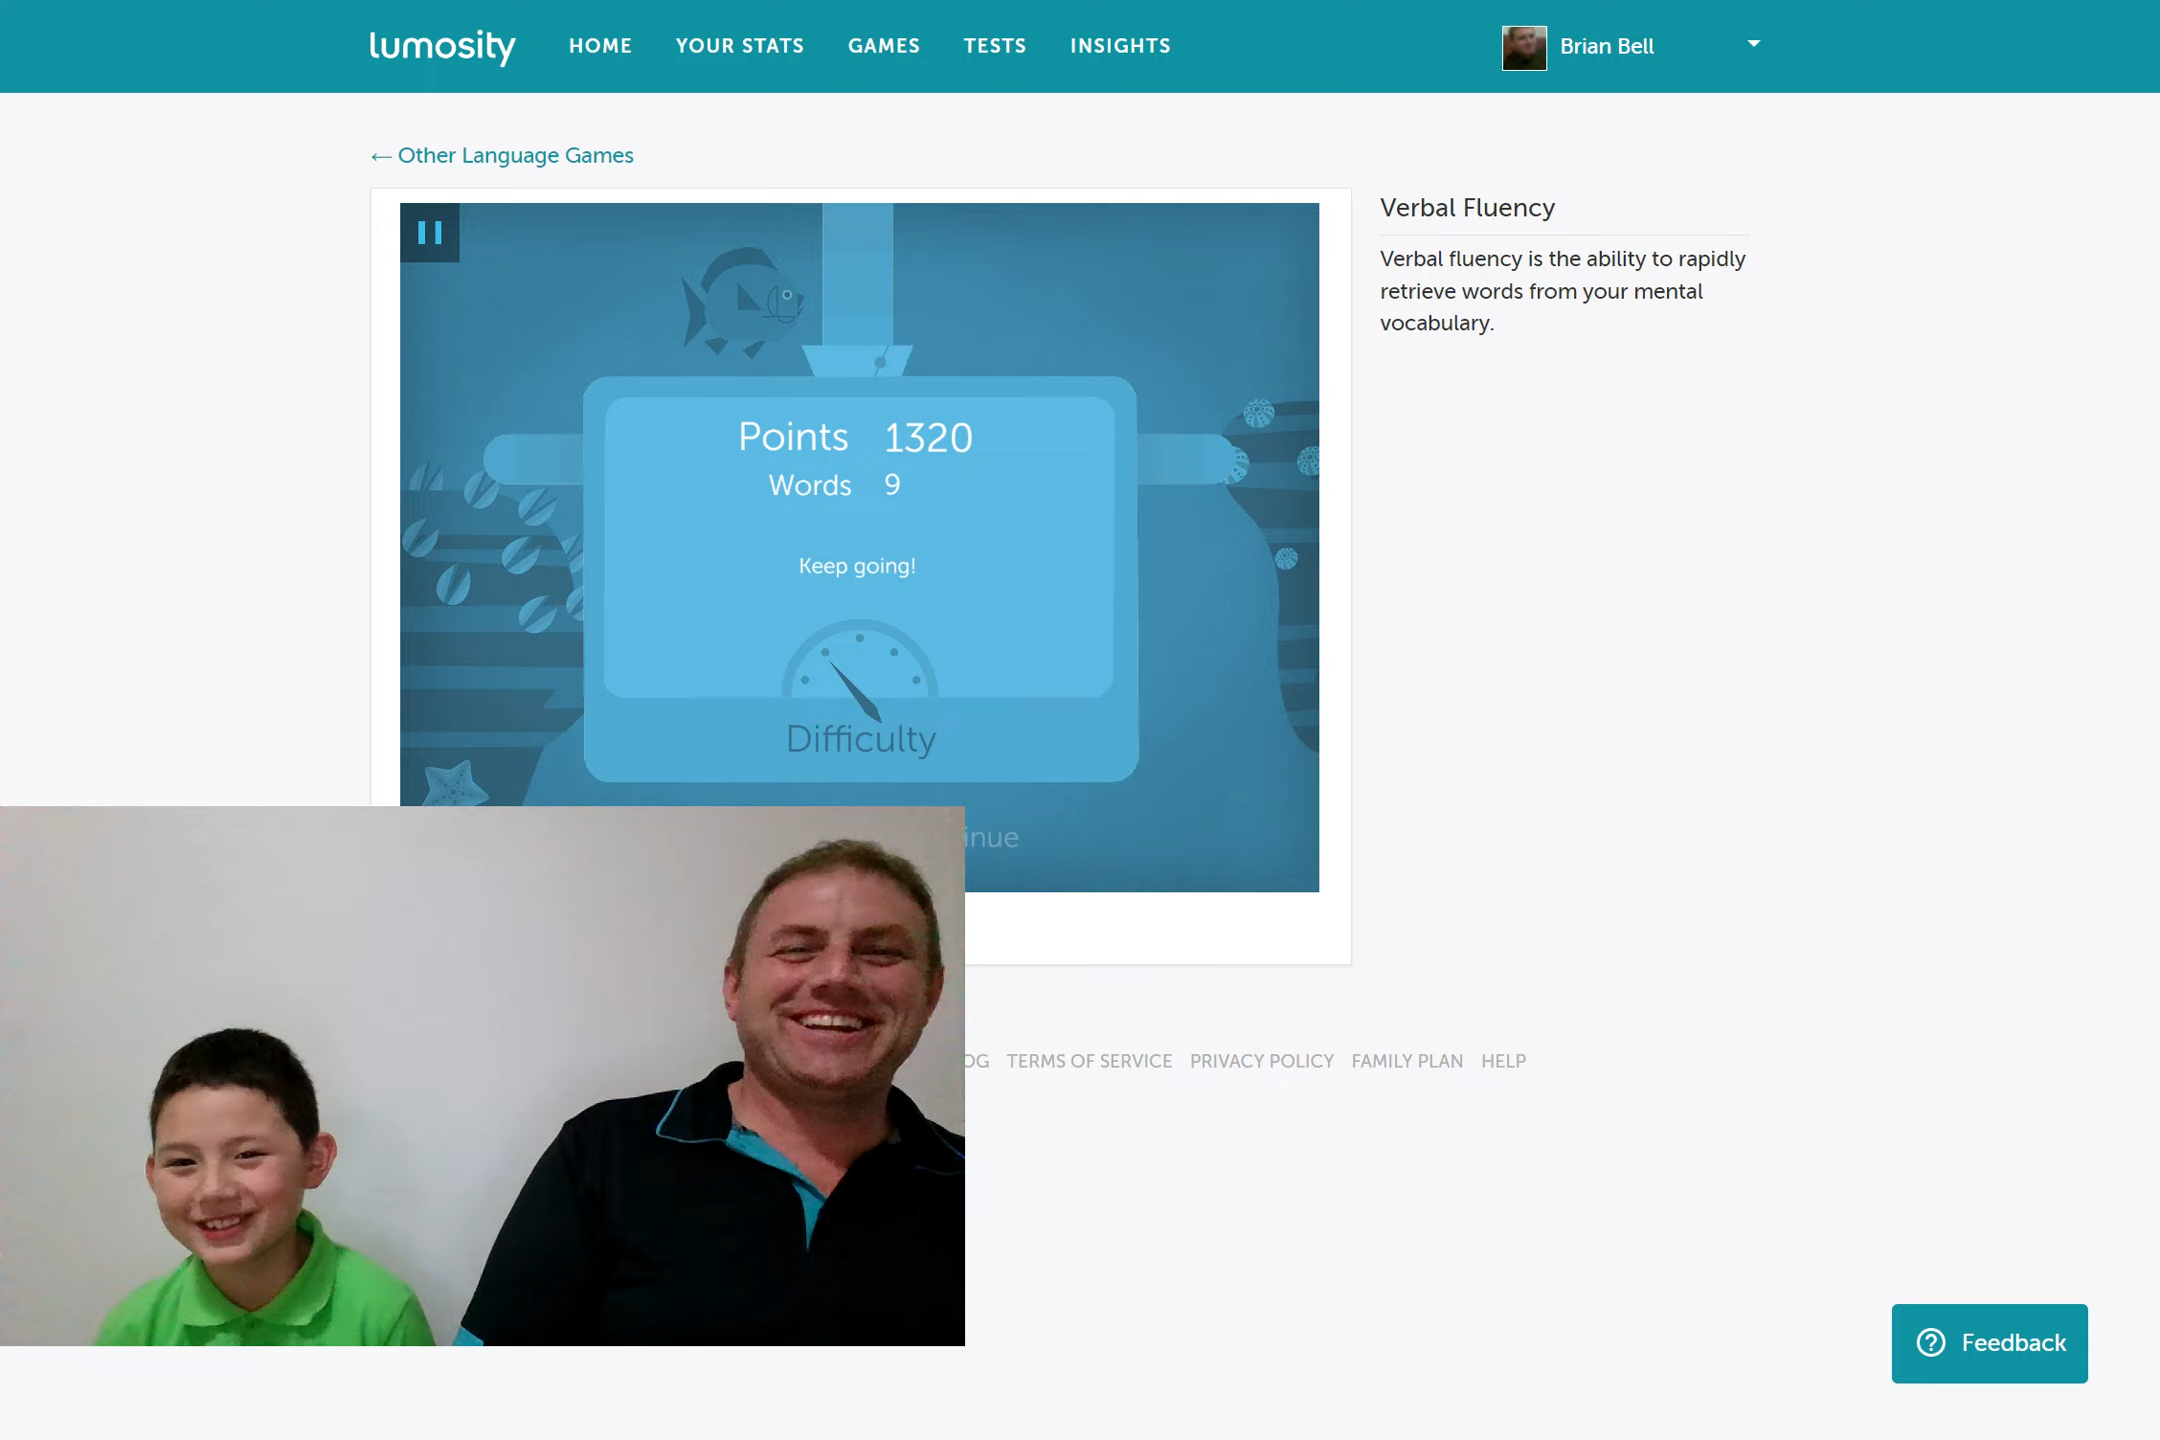 lumosity HOME YOUR STATS GAMES TESTS INSIGHTS Brian Bell
← Other Language Games
Verbal Fluency
Verbal fluency is the ability to rapidly
retrieve words from your mental
vocabulary.
Points 1320
Words 9
Keep going!
Difficulty
inue
OG TERMS OF SERVICE PRIVACY POLICY FAMILY PLAN HELP
Feedback